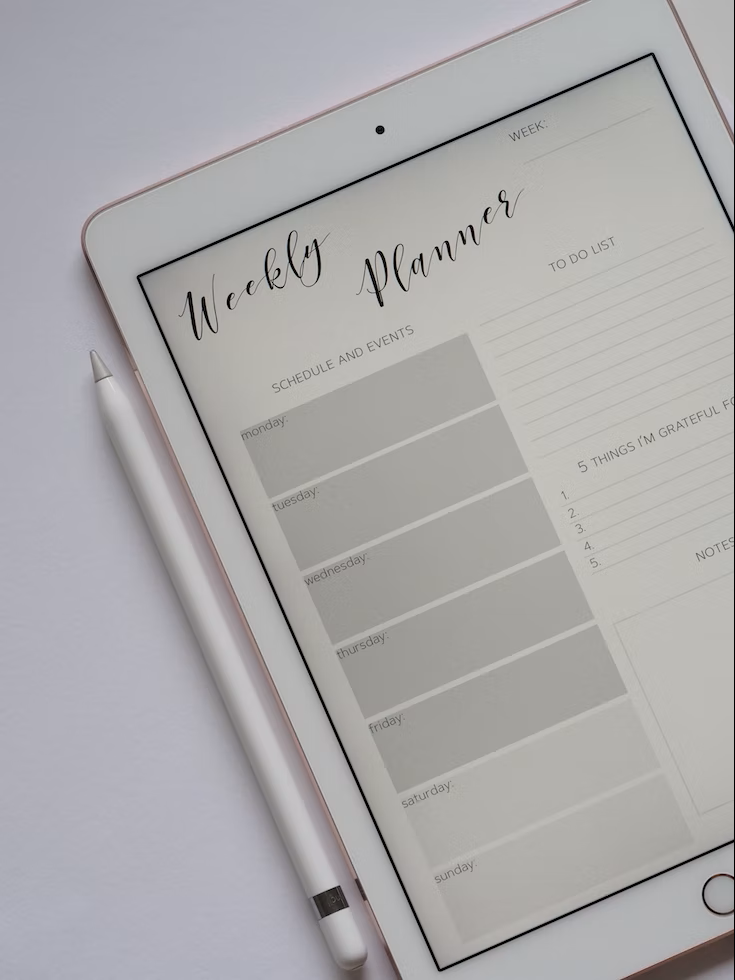 WEEK:
Weekly Planner
SCHEDULE AND EVENTS
monday:
tuesday:
wednesday:
thursday:
friday:
saturday:
sunday:
TO DO LIST
5 THINGS I'M GRATEFUL FO
1.
2.
3.
4.
5.
NOTES